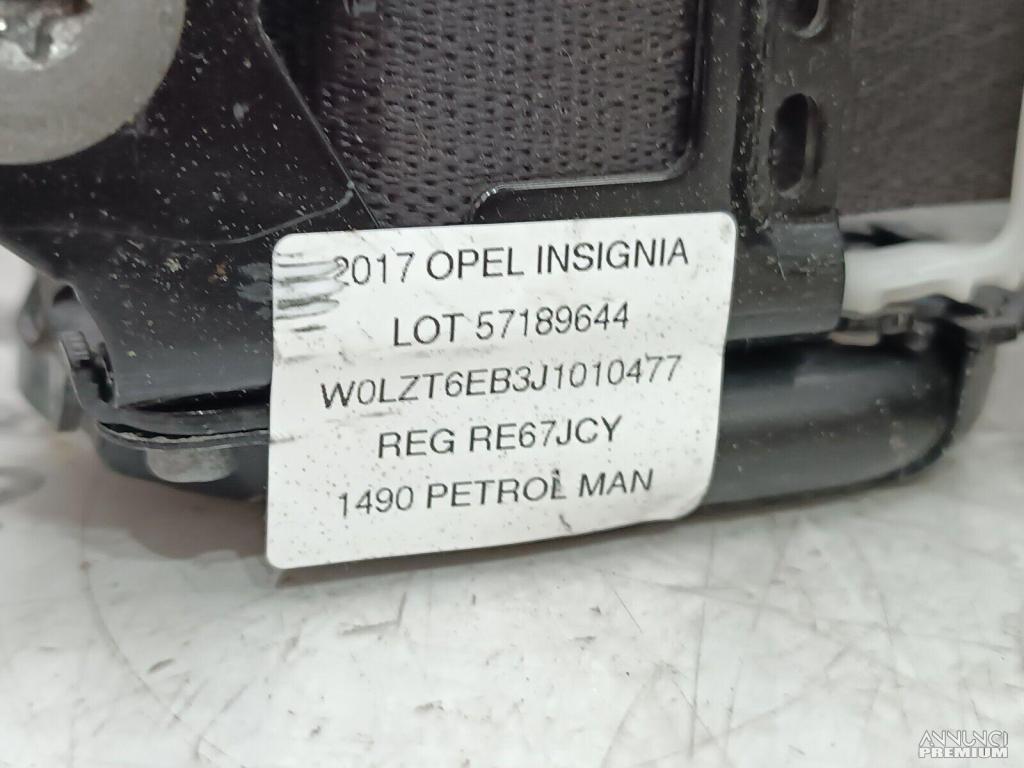 2017 OPEL INSIGNIA
LOT 57189644
W0LZT6EB3J1010477
REG RE67JCY
1490 PETROL MAN
ANNUNCI
PREMIUM